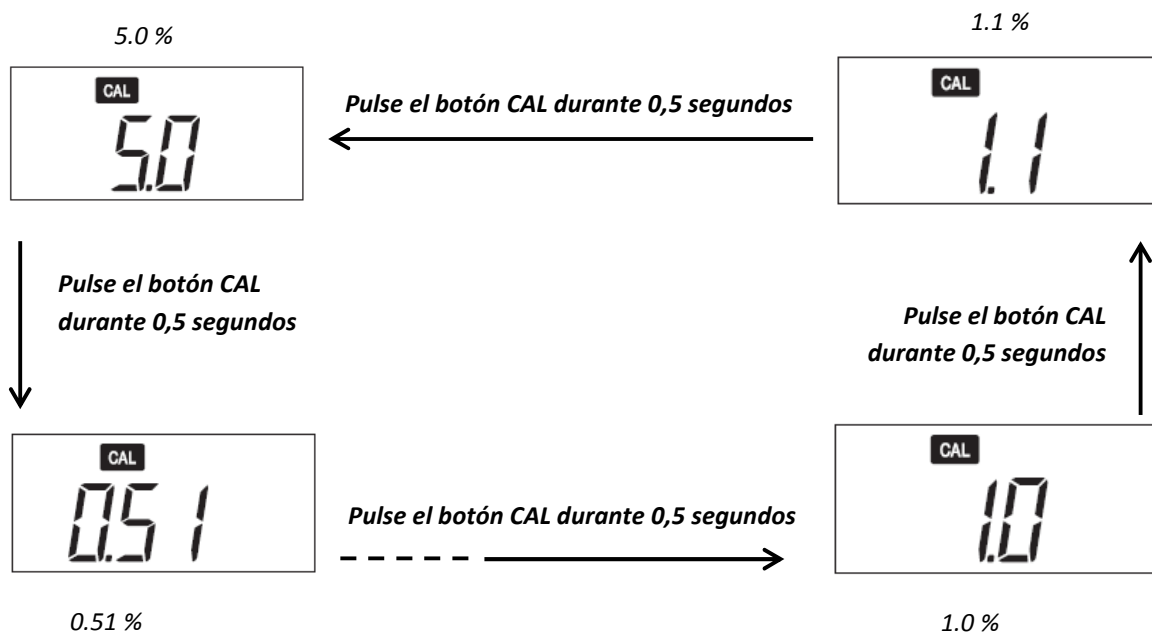 5.0 %
1.1 %
CAL
5.0
Pulse el botón CAL durante 0,5 segundos
CAL
1.1
Pulse el botón CAL
durante 0,5 segundos
Pulse el botón CAL
durante 0,5 segundos
CAL
0.51
Pulse el botón CAL durante 0,5 segundos
CAL
1.0
0.51 %
1.0 %